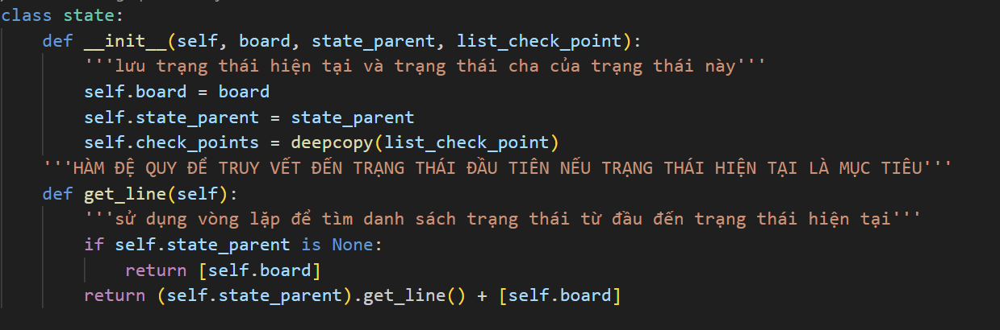 class state:
    def __init__(self, board, state_parent, list_check_point):
        '''lưu trạng thái hiện tại và trạng thái cha của trạng thái này'''
        self.board = board
        self.state_parent = state_parent
        self.check_points = deepcopy(list_check_point)
    '''HÀM ĐỆ QUY ĐỂ TRUY VẾT ĐẾN TRẠNG THÁI ĐẦU TIÊN NẾU TRẠNG THÁI HIỆN TẠI LÀ MỤC TIÊU'''
    def get_line(self):
        '''sử dụng vòng lặp để tìm danh sách trạng thái từ đầu đến trạng thái hiện tại'''
        if self.state_parent is None:
            return [self.board]
        return (self.state_parent).get_line() + [self.board]